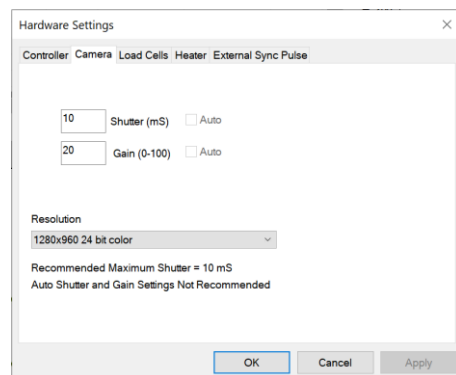 Hardware Settings
Controller Camera Load Cells Heater External Sync Pulse
10 Shutter (mS) Auto
20 Gain (0-100) Auto
Resolution
1280x960 24 bit color
Recommended Maximum Shutter = 10 mS
Auto Shutter and Gain Settings Not Recommended
OK Cancel Apply